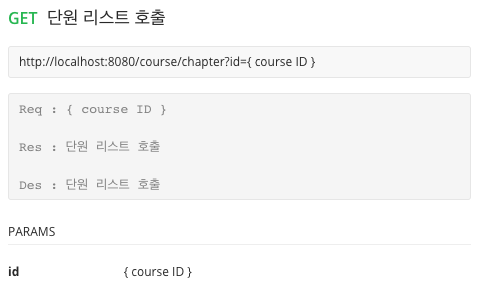 GET 단원 리스트 호출
http://localhost:8080/course/chapter?id={ course ID }
Req : { course ID }
Res : 단원 리스트 호출
Des : 단원 리스트 호출
PARAMS
id { course ID }